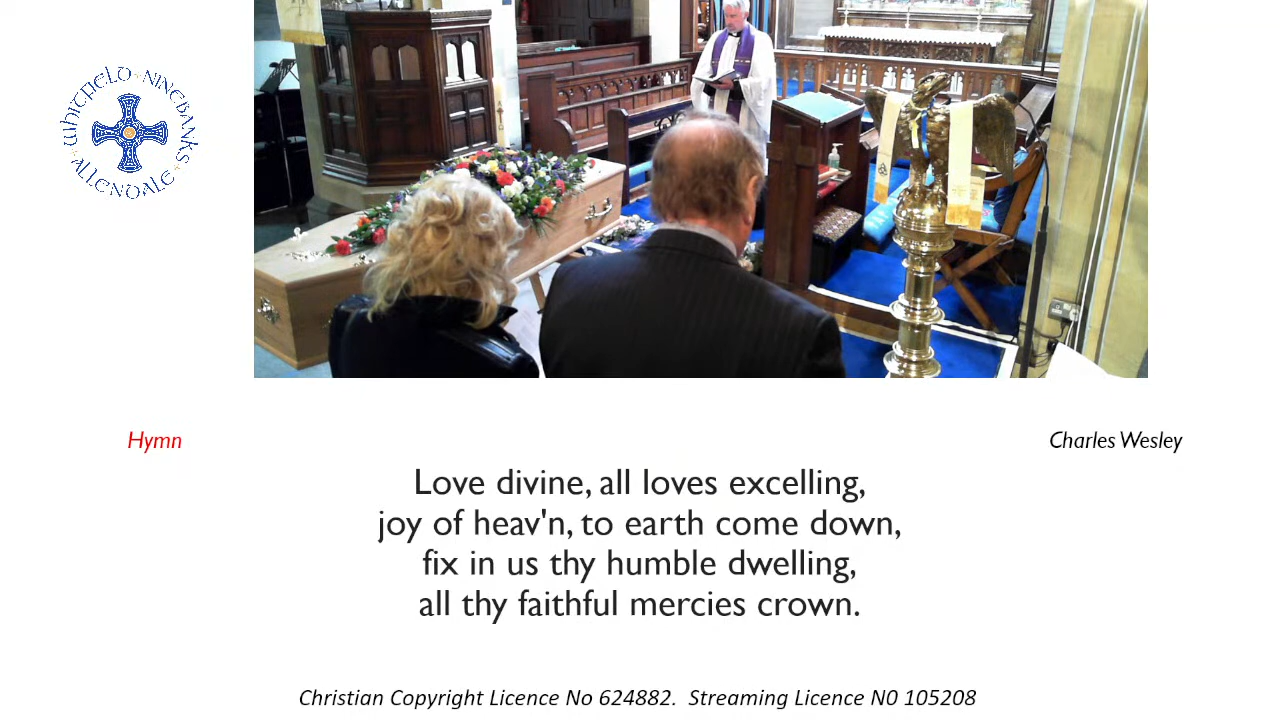 WHITFIELD NINEBANKS
ALLENDALE
Hymn
Charles Wesley
Love divine, all loves excelling,
joy of heav'n, to earth come down,
fix in us thy humble dwelling,
all thy faithful mercies crown.
Christian Copyright Licence No 624882.  Streaming Licence N0 105208